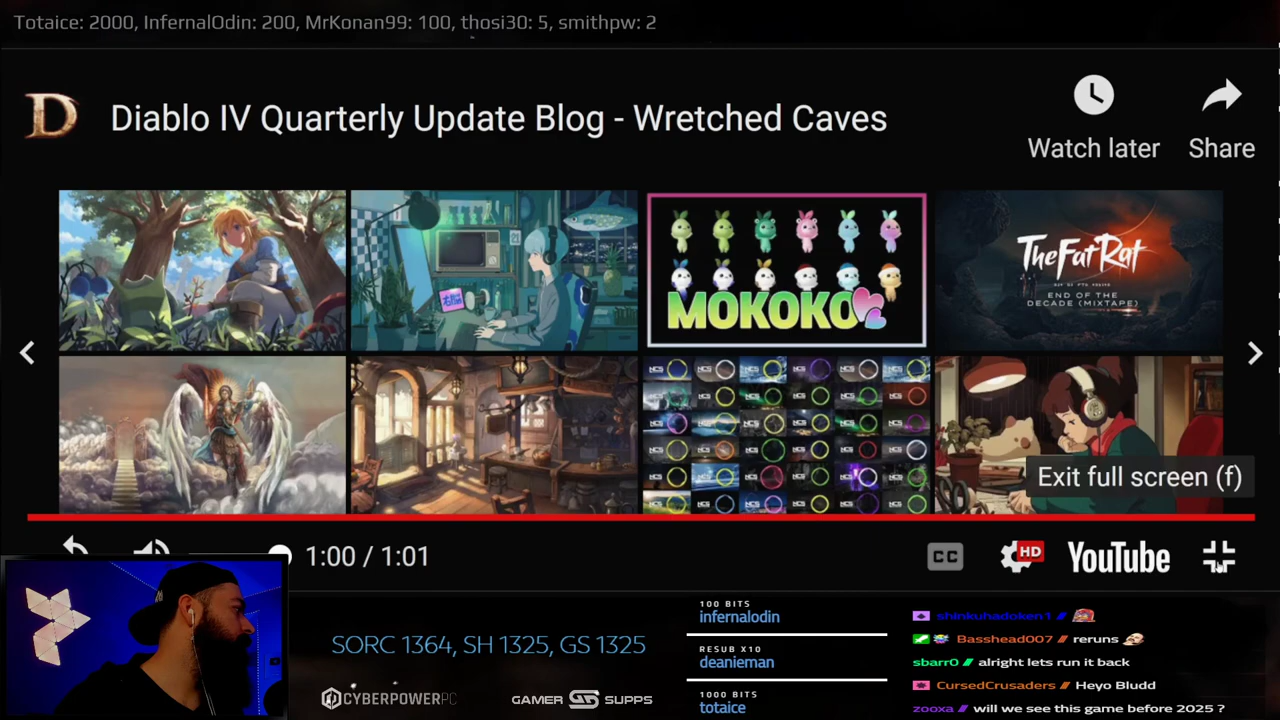 Totaice: 2000, InfernalOdin: 200, MrKonan99: 100, thosi30: 5, smithpw: 2
D
Diablo IV Quarterly Update Blog - Wretched Caves
Watch later
Share
MOKOKO
TheFatRat
END OF THE
DECADE (MIXTAPE)
Exit full screen (f)
1:00 / 1:01
CC
HD
YouTube
100 BITS
infernalodin
RESUB X10
deanieman
1000 BITS
totaice
SORC 1364, SH 1325, GS 1325
CYBERPOWERPC
GAMER GS SUPPS
shinkuhadoken1 //
Basshead007 // reruns
sbarr0 // alright lets run it back
CursedCrusaders // Heyo Bludd
zooxa // will we see this game before 2025 ?